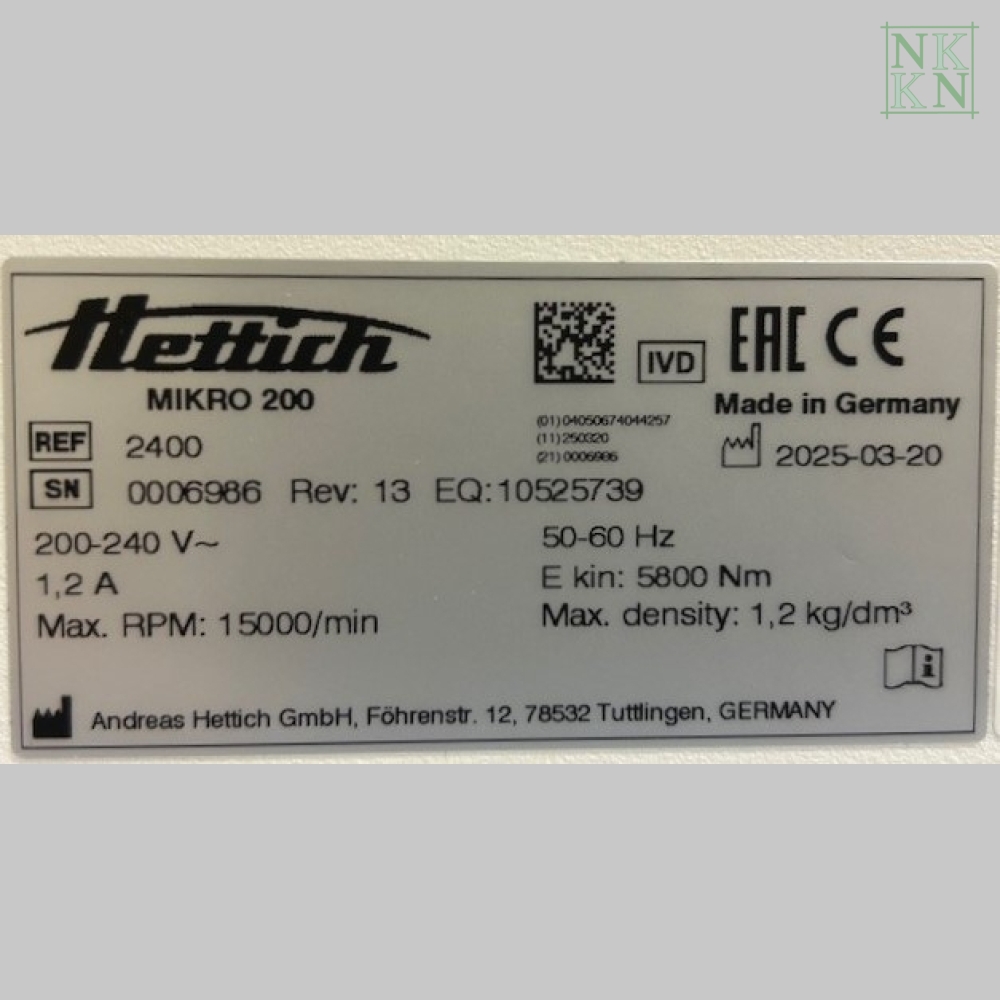 NK
KN
Hettich
MIKRO 200
IVD
EAC CE
Made in Germany
REF 2400
(01)04050674044257
(11)250320
(21)0006986
2025-03-20
SN 0006986 Rev: 13 EQ:10525739
200-240 V~
50-60 Hz
1,2 A
E kin: 5800 Nm
Max. RPM: 15000/min
Max. density: 1,2 kg/dm³
i
Andreas Hettich GmbH, Föhrenstr. 12, 78532 Tuttlingen, GERMANY